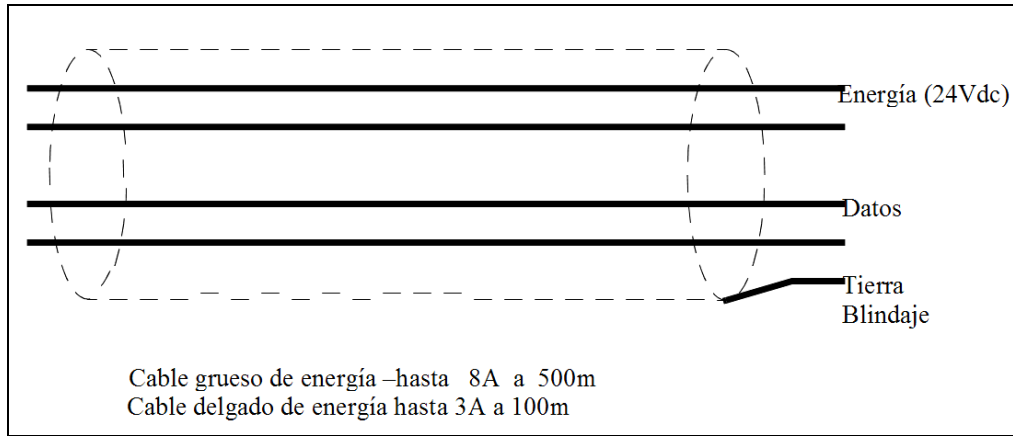 Energía (24Vdc)
Datos
Tierra
Blindaje
Cable grueso de energía –hasta 8A a 500m
Cable delgado de energía hasta 3A a 100m